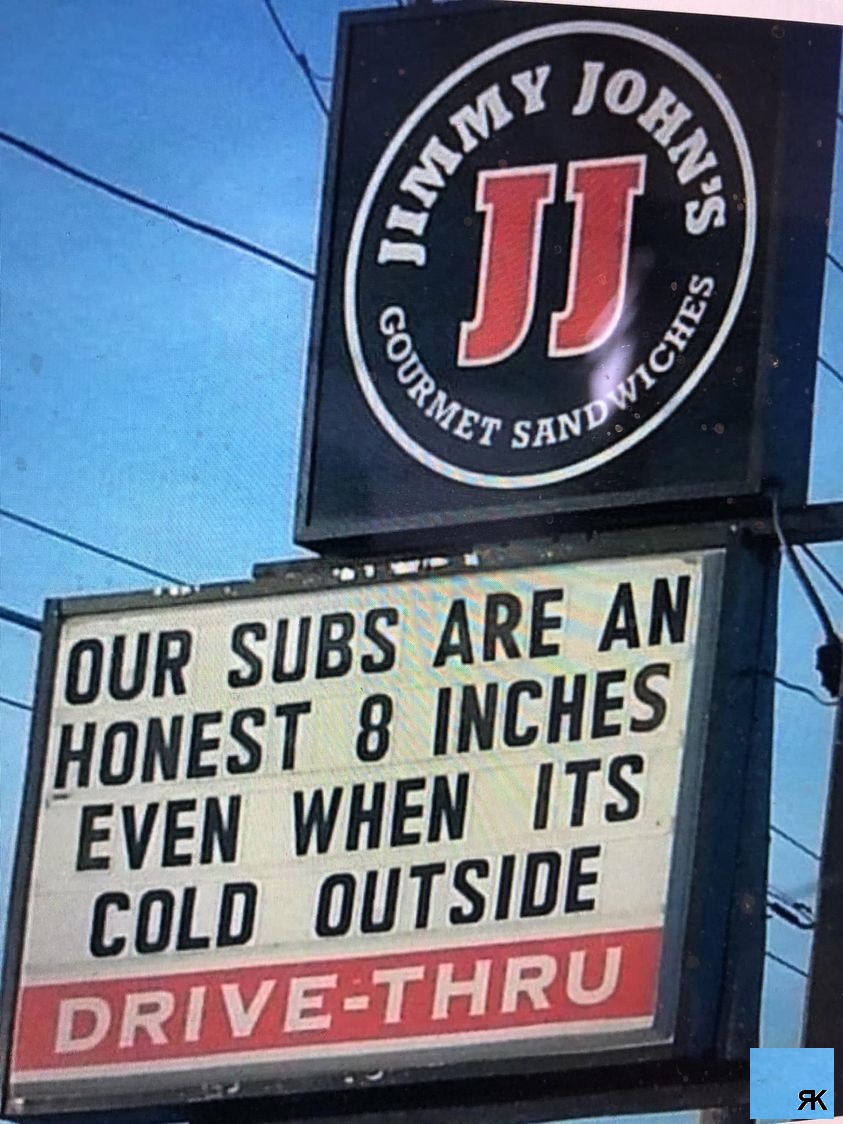 JIMMY JOHN'S
JJ
GOURMET SANDWICHES
OUR SUBS ARE AN
HONEST 8 INCHES
EVEN WHEN ITS
COLD OUTSIDE
DRIVE-THRU
ЯK